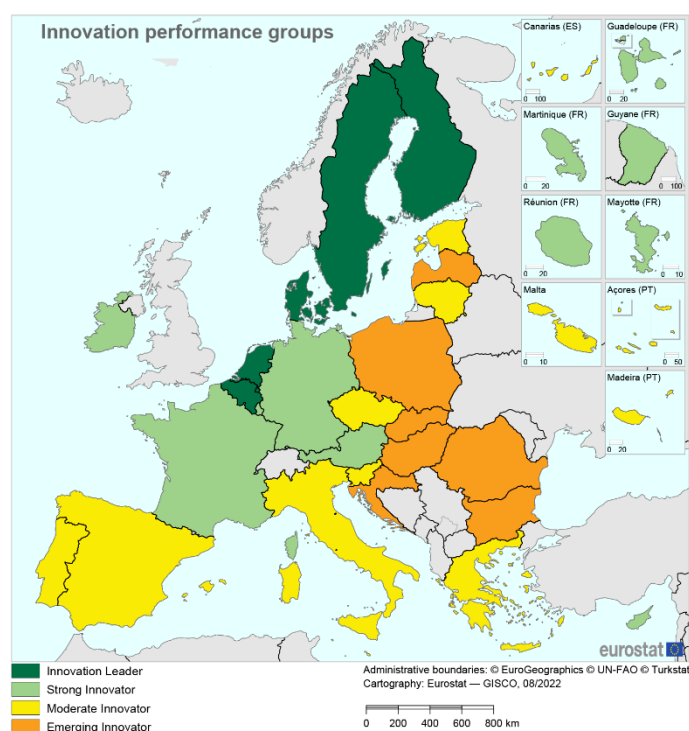 Innovation performance groups
Canarias (ES)
0 100
Guadeloupe (FR)
0 20
Martinique (FR)
0 20
Guyane (FR)
0 100
Réunion (FR)
0 20
Mayotte (FR)
0 10
Malta
0 10
Açores (PT)
0 50
Madeira (PT)
0 20
eurostat
Innovation Leader
Strong Innovator
Moderate Innovator
Emerging Innovator
Administrative boundaries: © EuroGeographics © UN-FAO © Turkstat
Cartography: Eurostat — GISCO, 08/2022
0 200 400 600 800 km